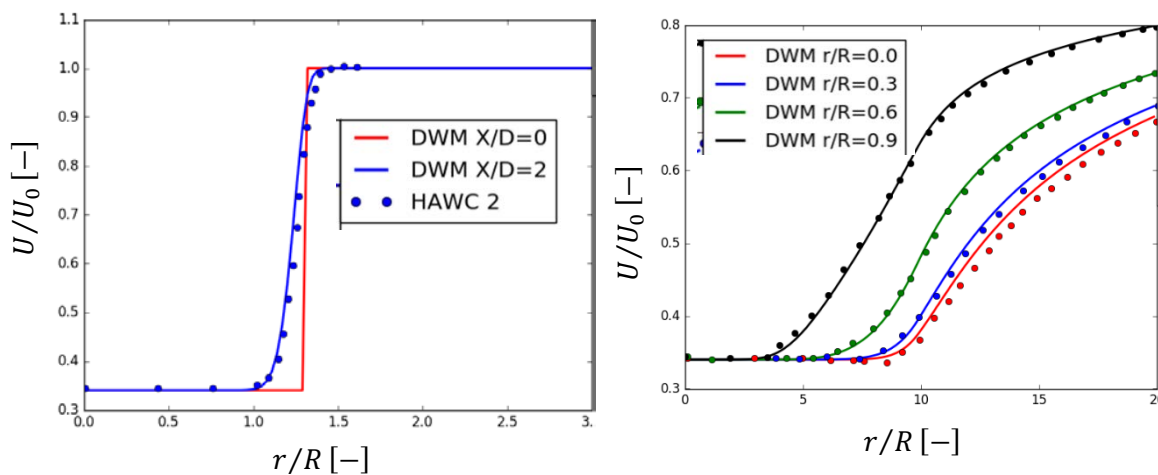 1.1
1.0
0.9
0.8
0.7
0.6
0.5
0.4
0.3
U/U₀ [−]
DWM X/D=0
DWM X/D=2
HAWC 2
0.0 0.5 1.0 1.5 2.0 2.5 3.
r/R [−]
0.8
0.7
0.6
0.5
0.4
0.3
U/U₀ [−]
DWM r/R=0.0
DWM r/R=0.3
DWM r/R=0.6
DWM r/R=0.9
0 5 10 15 20
r/R [−]